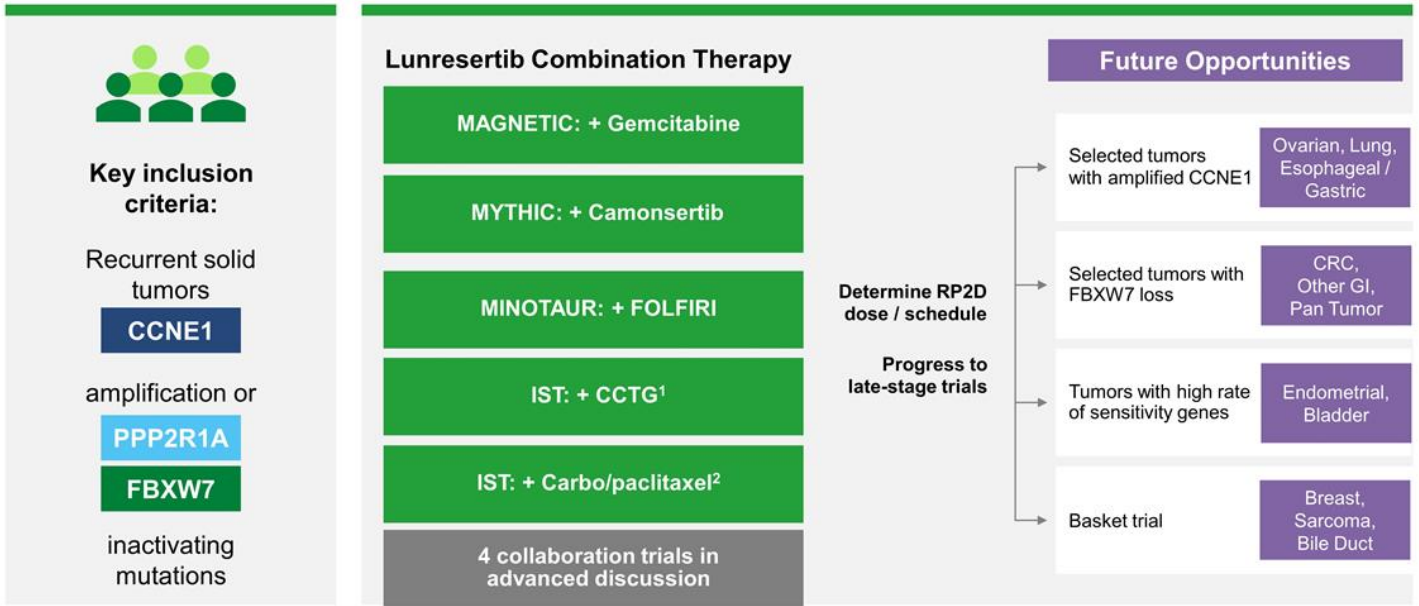 Key inclusion
criteria:
Recurrent solid
tumors
CCNE1
amplification or
PPP2R1A
FBXW7
inactivating
mutations
Lunresertib Combination Therapy
MAGNETIC: + Gemcitabine
MYTHIC: + Camonsertib
MINOTAUR: + FOLFIRI
IST: + CCTG¹
IST: + Carbo/paclitaxel²
4 collaboration trials in
advanced discussion
Determine RP2D
dose / schedule
Progress to
late-stage trials
Future Opportunities
Selected tumors
with amplified CCNE1
Ovarian, Lung,
Esophageal /
Gastric
Selected tumors with
FBXW7 loss
CRC,
Other GI,
Pan Tumor
Tumors with high rate
of sensitivity genes
Endometrial,
Bladder
Basket trial
Breast,
Sarcoma,
Bile Duct